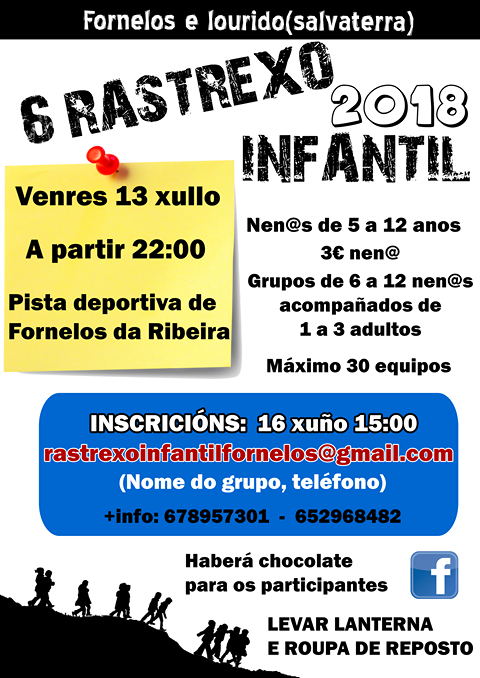 Fornelos e lourido(salvaterra)
6 RASTREXO
2018
INFANTIL
Venres 13 xullo
A partir 22:00
Pista deportiva de
Fornelos da Ribeira
Nen@s de 5 a 12 anos
3€ nen@
Grupos de 6 a 12 nen@s
acompañados de
1 a 3 adultos
Máximo 30 equipos
INSCRICIÓNS: 16 xuño 15:00
rastrexoinfantilfornelos@gmail.com
(Nome do grupo, teléfono)
+info: 678957301 - 652968482
Haberá chocolate
para os participantes
f
LEVAR LANTERNA
E ROUPA DE REPOSTO